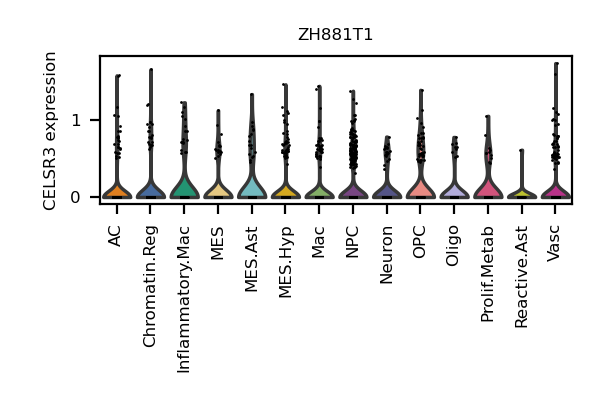 ZH881T1
CELSR3 expression
1
0
AC
Chromatin.Reg
Inflammatory.Mac
MES
MES.Ast
MES.Hyp
Mac
NPC
Neuron
OPC
Oligo
Prolif.Metab
Reactive.Ast
Vasc